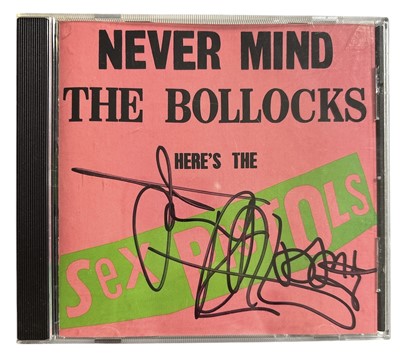 NEVER MIND
THE BOLLOCKS
HERE'S THE
Sex PISTOLS